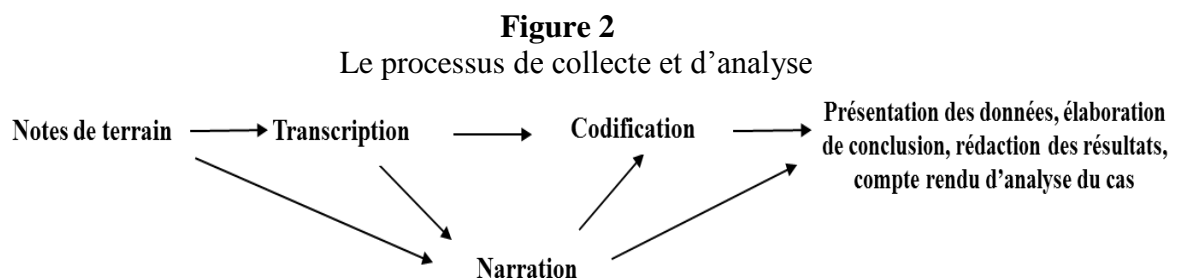 Figure 2
Le processus de collecte et d'analyse
Notes de terrain
Transcription
Codification
Présentation des données, élaboration
de conclusion, rédaction des résultats,
compte rendu d'analyse du cas
Narration